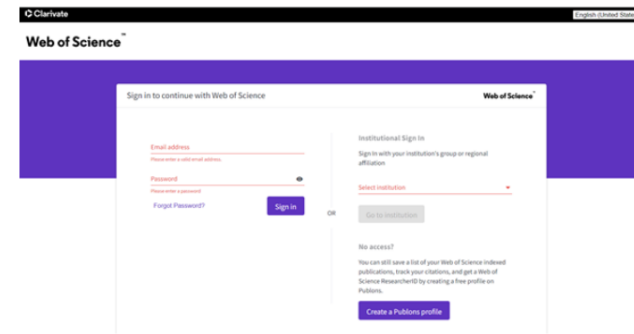 Clarivate
English (United State
Web of Science™
Sign in to continue with Web of Science
Web of Science™
Email address
Please enter a valid email address.
Password
Please enter a password
Forgot Password?
Sign in
OR
Institutional Sign In
Sign in with your institution's group or regional
affiliation
Select institution
Go to institution
No access?
You can still save a list of your Web of Science indexed
publications, track your citations, and get a Web of
Science ResearcherID by creating a free profile on
Publons.
Create a Publons profile